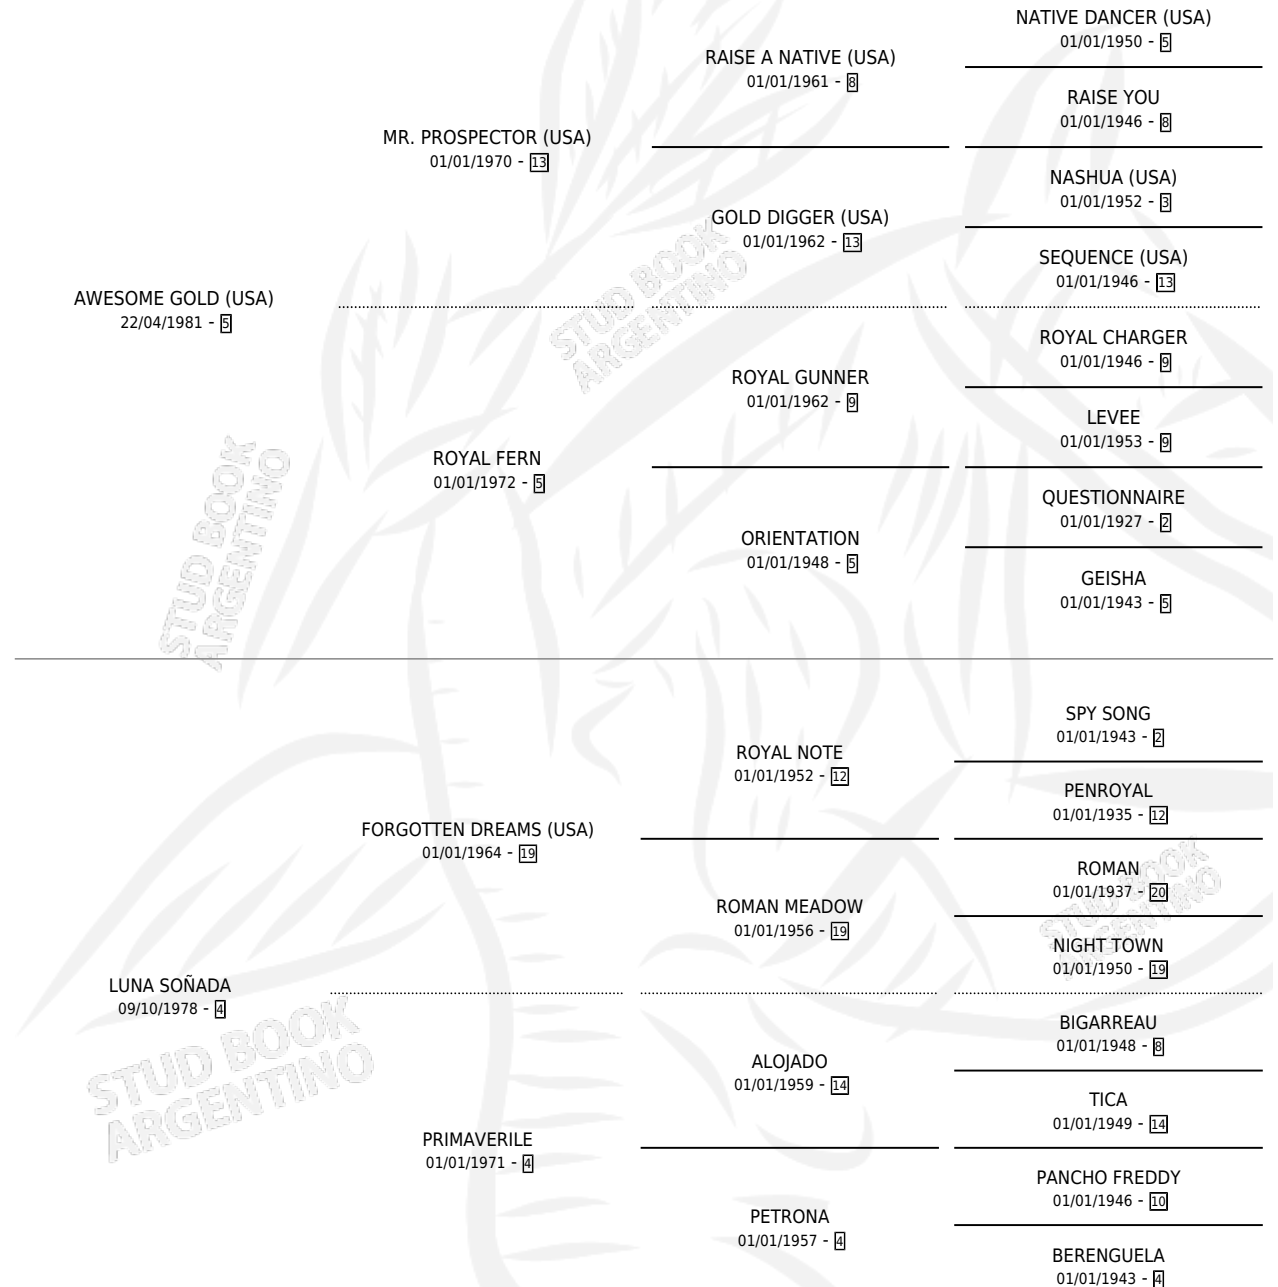 NATIVE DANCER (USA)
01/01/1950 - 5
RAISE A NATIVE (USA)
01/01/1961 - 8
RAISE YOU
01/01/1946 - 8
MR. PROSPECTOR (USA)
01/01/1970 - 13
NASHUA (USA)
01/01/1952 - 3
GOLD DIGGER (USA)
01/01/1962 - 13
SEQUENCE (USA)
01/01/1946 - 13
AWESOME GOLD (USA)
22/04/1981 - 5
ROYAL CHARGER
01/01/1946 - 9
ROYAL GUNNER
01/01/1962 - 9
LEVEE
01/01/1953 - 9
ROYAL FERN
01/01/1972 - 5
QUESTIONNAIRE
01/01/1927 - 2
ORIENTATION
01/01/1948 - 5
GEISHA
01/01/1943 - 5
SPY SONG
01/01/1943 - 2
ROYAL NOTE
01/01/1952 - 12
PENROYAL
01/01/1935 - 12
FORGOTTEN DREAMS (USA)
01/01/1964 - 19
ROMAN
01/01/1937 - 20
ROMAN MEADOW
01/01/1956 - 19
NIGHT TOWN
01/01/1950 - 19
LUNA SOÑADA
09/10/1978 - 4
BIGARREAU
01/01/1948 - 8
ALOJADO
01/01/1959 - 14
TICA
01/01/1949 - 14
PRIMAVERILE
01/01/1971 - 4
PANCHO FREDDY
01/01/1946 - 10
PETRONA
01/01/1957 - 4
BERENGUELA
01/01/1943 - 4
STUD BOOK
ARGENTINO
STUD BOOK
ARGENTINO
STUD BOOK
ARGENTINO
STUD BOOK
ARGENTINO